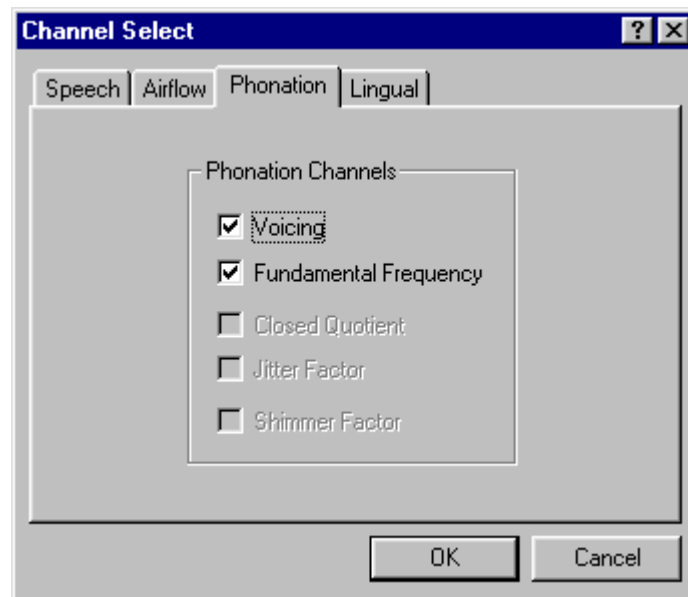 Channel Select
Speech Airflow Phonation Lingual
Phonation Channels
Voicing
Fundamental Frequency
Closed Quotient
Jitter Factor
Shimmer Factor
OK Cancel